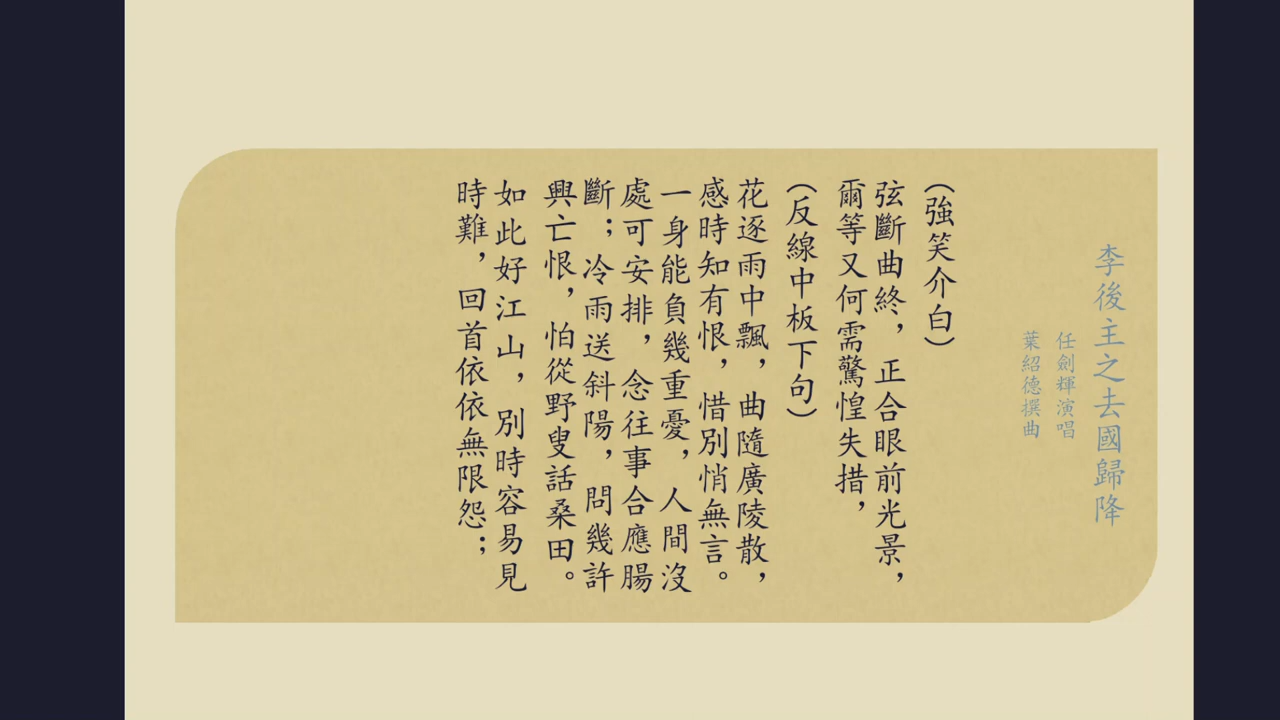 李後主之去國歸降
任劍輝演唱
葉紹德撰曲
（強笑介白）
弦斷曲終，正合眼前光景，
爾等又何需驚惶失措，
（反線中板下句）
花逐雨中飄，曲隨廣陵散，
感時知有恨，惜別悄無言。
一身能負幾重憂，人間沒
處可安排，念往事合應腸
斷；冷雨送斜陽，問幾許
興亡恨，怕從野叟話桑田。
如此好江山，別時容易見
時難，回首依依無限怨；